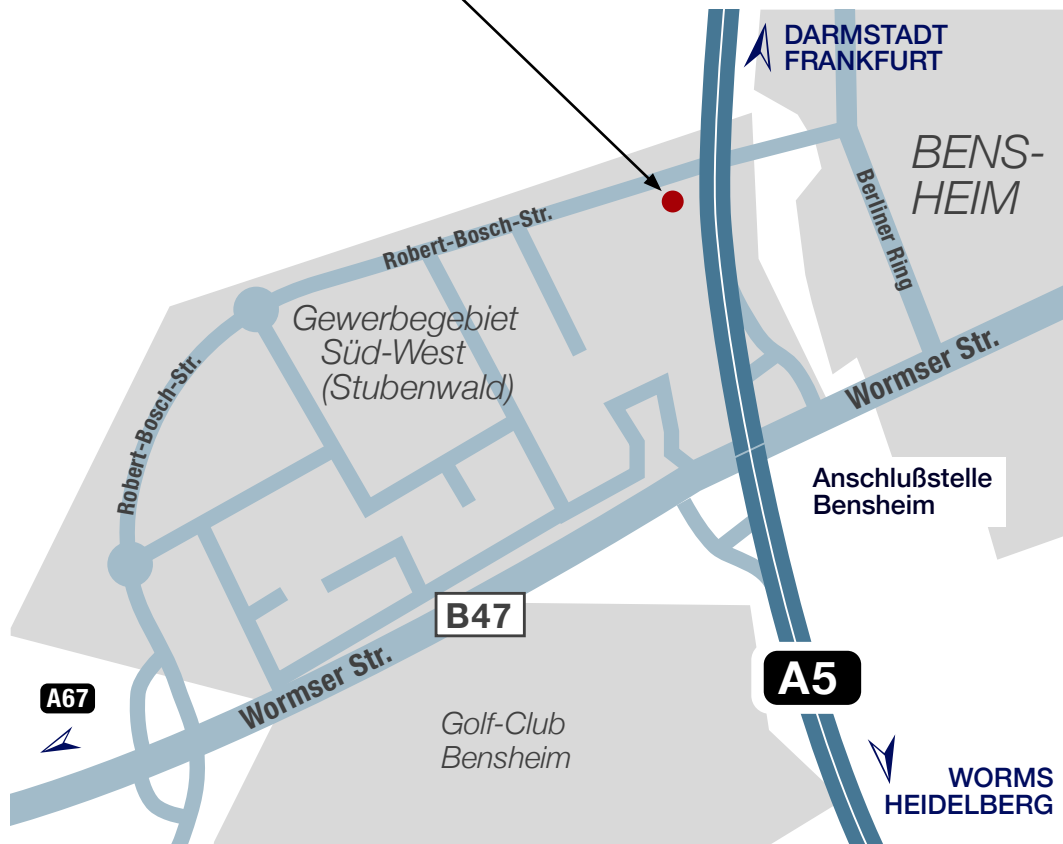 DARMSTADT
FRANKFURT
BENS-
HEIM
Berliner Ring
Robert-Bosch-Str.
Gewerbegebiet
Süd-West
(Stubenwald)
Robert-Bosch-Str.
Wormser Str.
Anschlußstelle
Bensheim
B47
Wormser Str.
A5
A67
Golf-Club
Bensheim
WORMS
HEIDELBERG